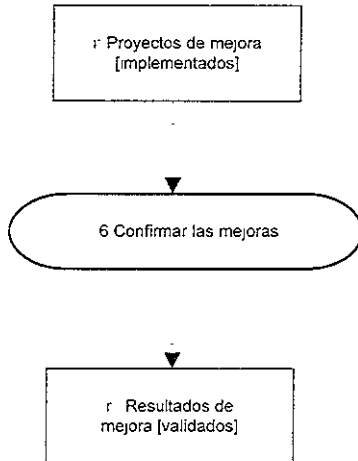 r Proyectos de mejora
[implementados]
6 Confirmar las mejoras
r Resultados de
mejora [validados]